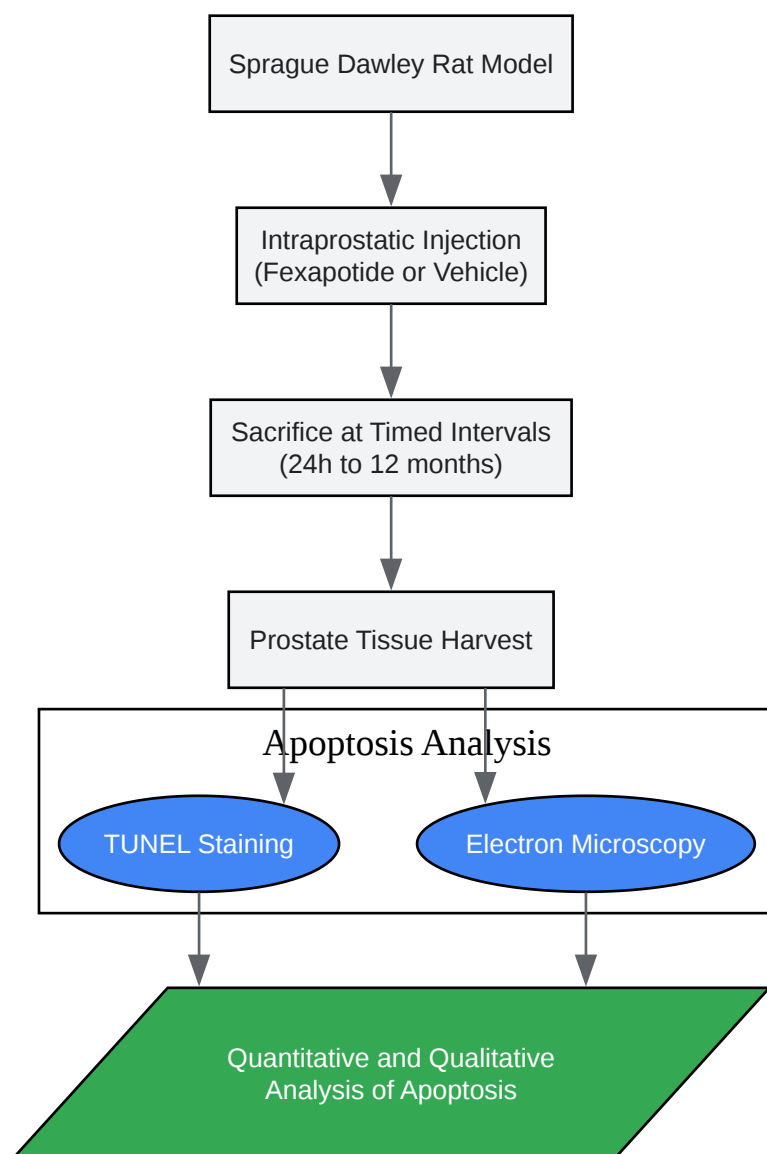 Sprague Dawley Rat Model
Intraprostatic Injection
(Fexapotide or Vehicle)
Sacrifice at Timed Intervals
(24h to 12 months)
Prostate Tissue Harvest
Apoptosis Analysis
TUNEL Staining
Electron Microscopy
Quantitative and Qualitative
Analysis of Apoptosis